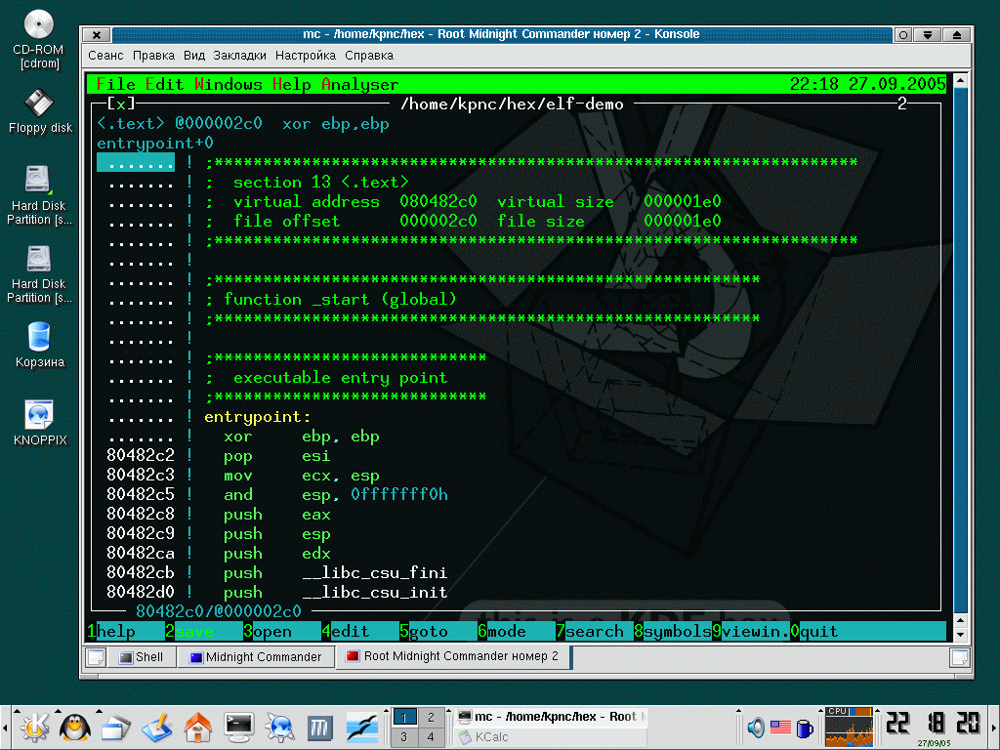 CD-ROM
[cdrom]
Floppy disk
Hard Disk
Partition [s...
Hard Disk
Partition [s...
Корзина
KNOPPIX
mc - /home/kpnc/hex - Root Midnight Commander номер 2 - Konsole
Сеанс Правка Вид Закладки Настройка Справка
File Edit Windows Help Analyser 22:18 27.09.2005
[x] /home/kpnc/hex/elf-demo 2
<.text> @000002c0 xor ebp,ebp
entrypoint+0
....... ! ;******************************************************************
....... ! ; section 13 <.text>
....... ! ; virtual address 080482c0 virtual size 000001e0
....... ! ; file offset 000002c0 file size 000001e0
....... ! ;******************************************************************
....... !
....... ! ;********************************************************
....... ! ; function _start (global)
....... ! ;********************************************************
....... !
....... ! ;****************************
....... ! ; executable entry point
....... ! ;****************************
....... ! entrypoint:
....... ! xor ebp, ebp
80482c2 ! pop esi
80482c3 ! mov ecx, esp
80482c5 ! and esp, 0fffffff0h
80482c8 ! push eax
80482c9 ! push esp
80482ca ! push edx
80482cb ! push __libc_csu_fini
80482d0 ! push __libc_csu_init
80482c0/@000002c0
1help 2save 3open 4edit 5goto 6mode 7search 8symbols9viewin.0quit
Shell Midnight Commander Root Midnight Commander номер 2
1 2
3 4
mc - /home/kpnc/hex - Root
KCalc
CPU
22 18 20
27/09/05